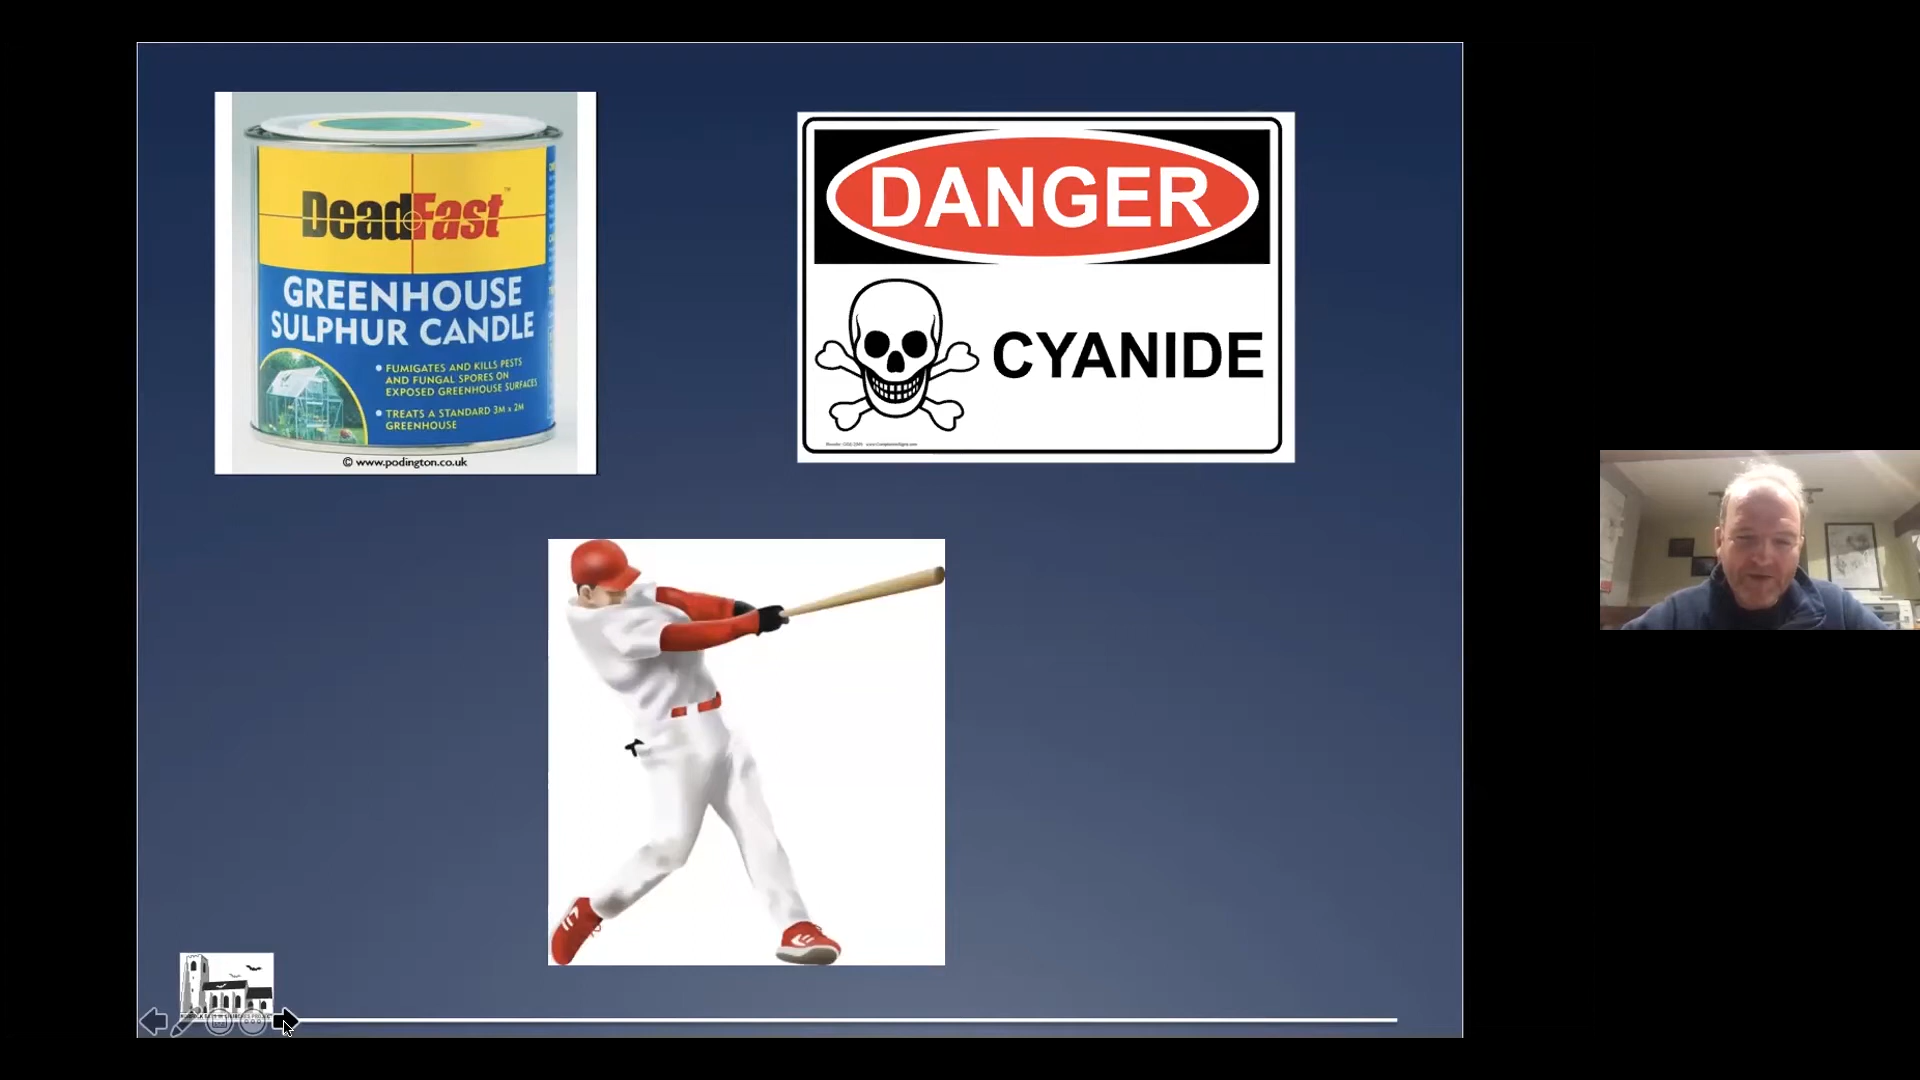 DeadFast™
GREENHOUSE
SULPHUR CANDLE
• FUMIGATES AND KILLS PESTS
AND FUNGAL SPORES ON
EXPOSED GREENHOUSE SURFACES
• TREATS A STANDARD 3M x 2M
GREENHOUSE
© www.podington.co.uk
DANGER
CYANIDE